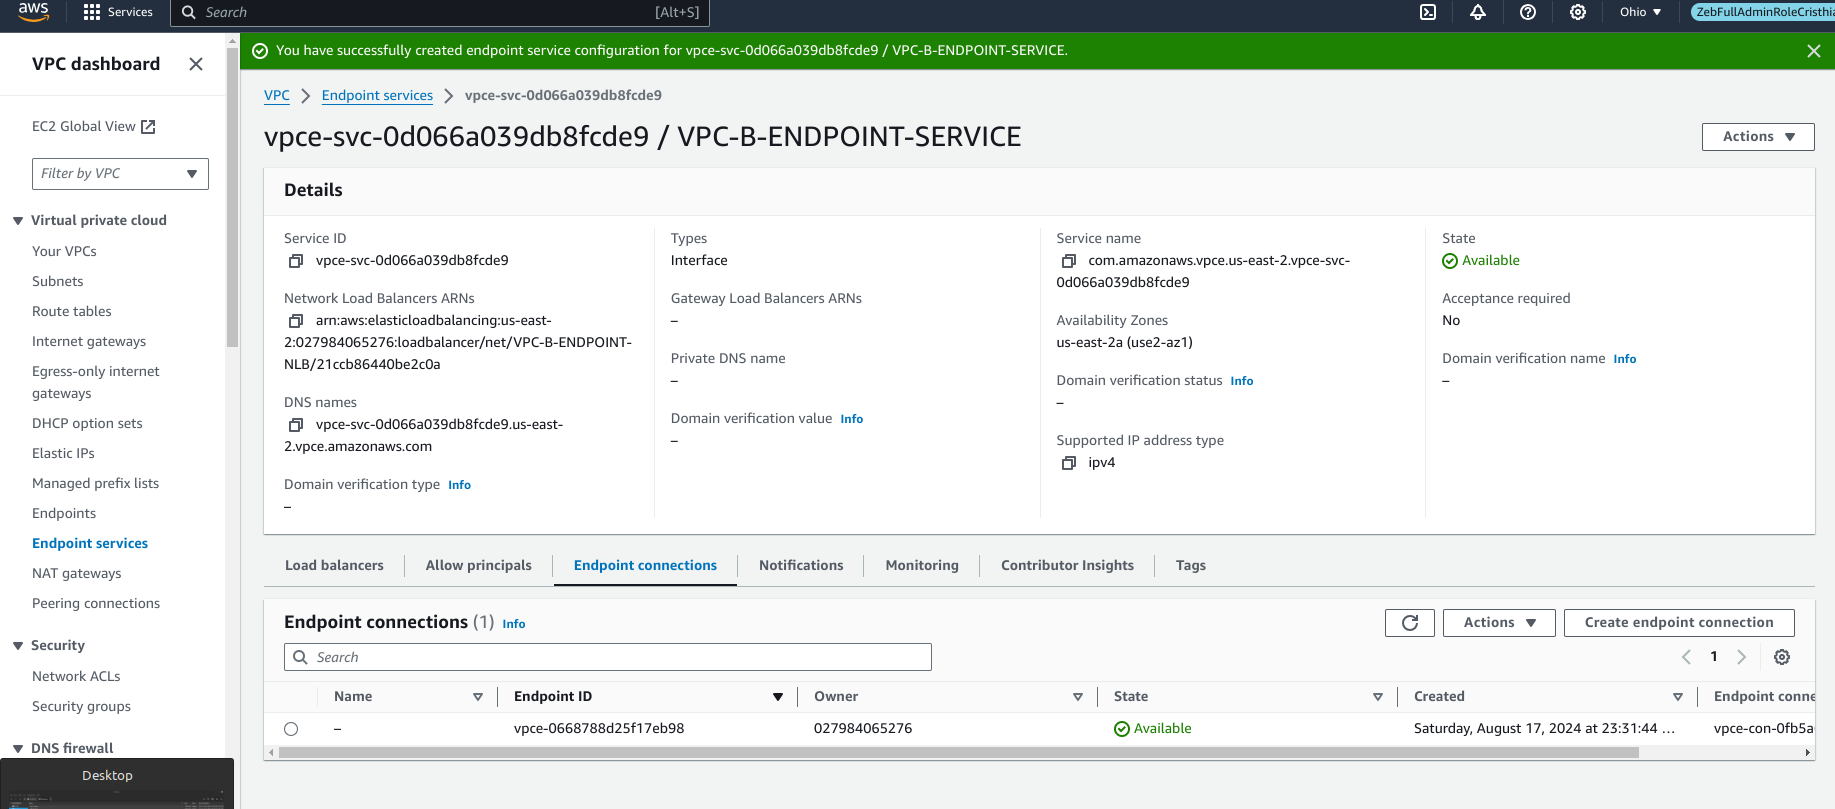 aws
Services
Search
[Alt+S]
Ohio
ZebFullAdminRoleCristhia
VPC dashboard
EC2 Global View
Filter by VPC
Virtual private cloud
Your VPCs
Subnets
Route tables
Internet gateways
Egress-only internet
gateways
DHCP option sets
Elastic IPs
Managed prefix lists
Endpoints
Endpoint services
NAT gateways
Peering connections
Security
Network ACLs
Security groups
DNS firewall
Desktop
You have successfully created endpoint service configuration for vpce-svc-0d066a039db8fcde9 / VPC-B-ENDPOINT-SERVICE.
VPC
Endpoint services
vpce-svc-0d066a039db8fcde9
vpce-svc-0d066a039db8fcde9 / VPC-B-ENDPOINT-SERVICE
Actions
Details
Service ID
vpce-svc-0d066a039db8fcde9
Network Load Balancers ARNs
arn:aws:elasticloadbalancing:us-east-
2:027984065276:loadbalancer/net/VPC-B-ENDPOINT-
NLB/21ccb86440be2c0a
DNS names
vpce-svc-0d066a039db8fcde9.us-east-
2.vpce.amazonaws.com
Domain verification type Info
–
Types
Interface
Gateway Load Balancers ARNs
–
Private DNS name
–
Domain verification value Info
–
Service name
com.amazonaws.vpce.us-east-2.vpce-svc-
0d066a039db8fcde9
Availability Zones
us-east-2a (use2-az1)
Domain verification status Info
–
Supported IP address type
ipv4
State
Available
Acceptance required
No
Domain verification name Info
–
Load balancers
Allow principals
Endpoint connections
Notifications
Monitoring
Contributor Insights
Tags
Endpoint connections (1) Info
Actions
Create endpoint connection
Search
1
Name
Endpoint ID
Owner
State
Created
Endpoint conne
–
vpce-0668788d25f17eb98
027984065276
Available
Saturday, August 17, 2024 at 23:31:44 ...
vpce-con-0fb5a